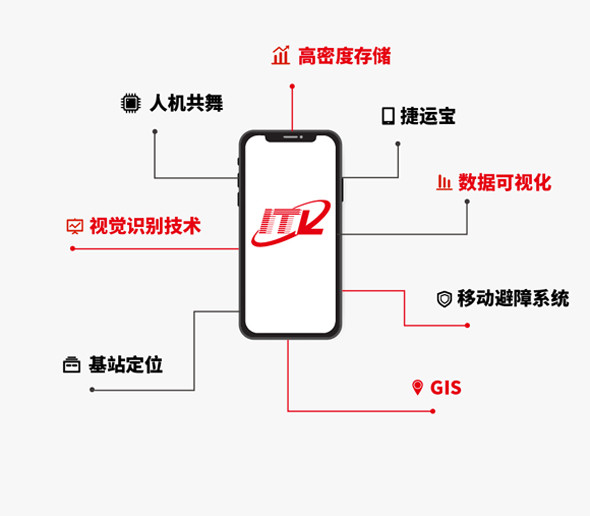 高密度存储
人机共舞
捷运宝
数据可视化
视觉识别技术
ITL
移动避障系统
基站定位
GIS